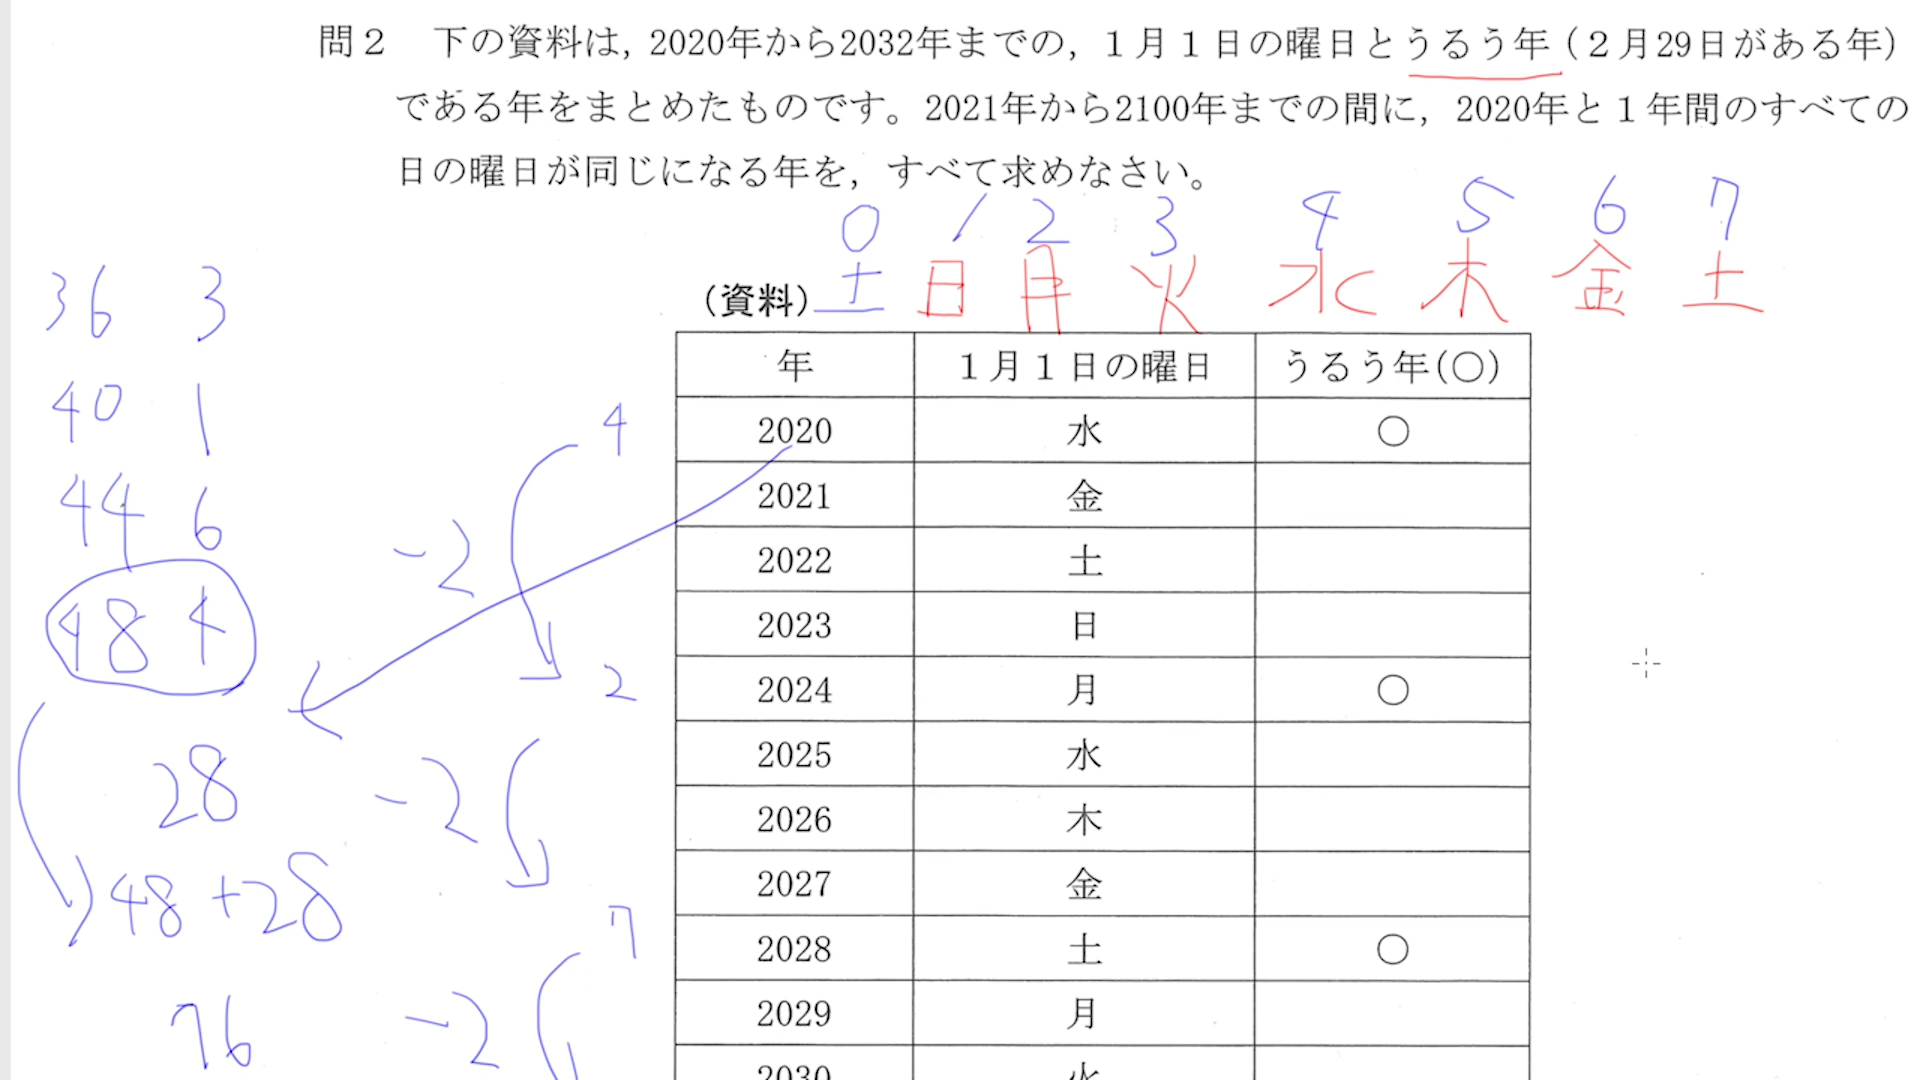 問２　下の資料は，2020年から2032年までの，１月１日の曜日とうるう年（２月29日がある年）
である年をまとめたものです。2021年から2100年までの間に，2020年と１年間のすべての
日の曜日が同じになる年を，すべて求めなさい。
0 1 2 3 4 5 6 7
（資料） 土 日 月 火 水 木 金 土
年 １月１日の曜日 うるう年（○）
2020 水 ○
2021 金
2022 土
2023 日
2024 月 ○
2025 水
2026 木
2027 金
2028 土 ○
2029 月
2030 火
36 3
40 1
44 6
48 4
28
48+28
76
4
-2
2
-2
7
-2